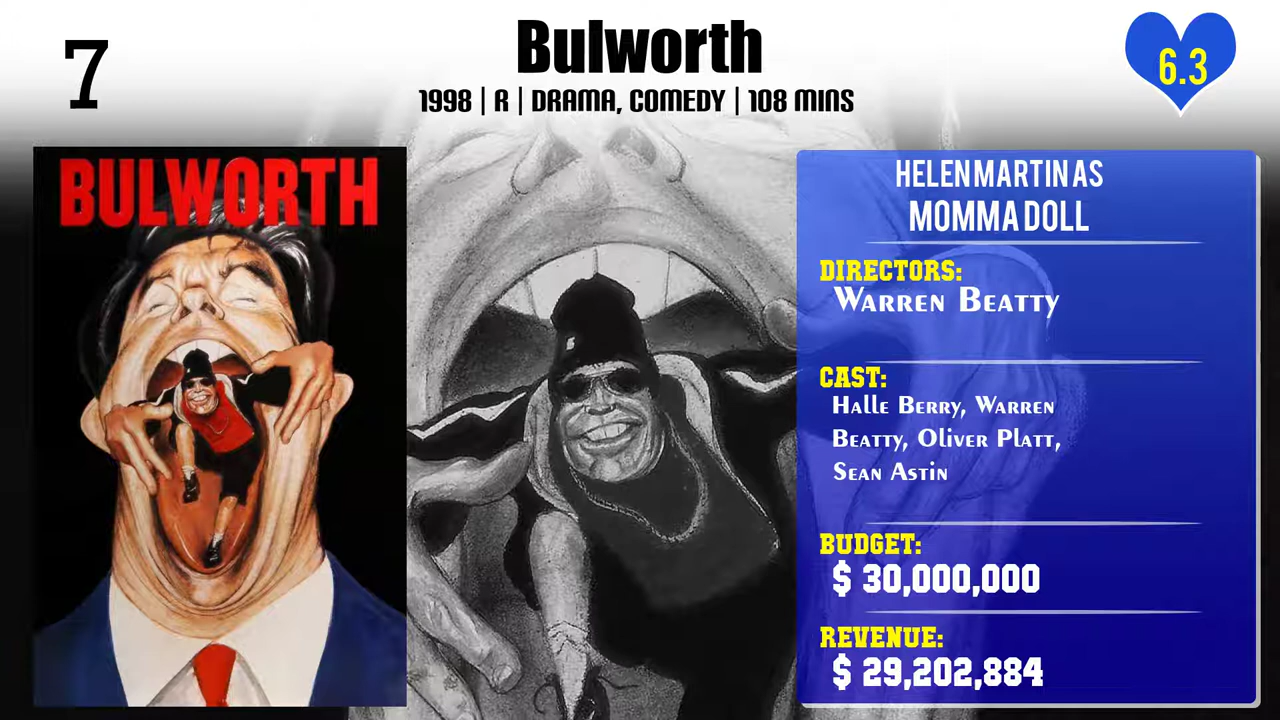 7
Bulworth
6.3
1998 | R | DRAMA, COMEDY | 108 MINS
BULWORTH
HELEN MARTIN AS
MOMMA DOLL
DIRECTORS:
WARREN BEATTY
CAST:
HALLE BERRY, WARREN
BEATTY, OLIVER PLATT,
SEAN ASTIN
BUDGET:
$ 30,000,000
REVENUE:
$ 29,202,884